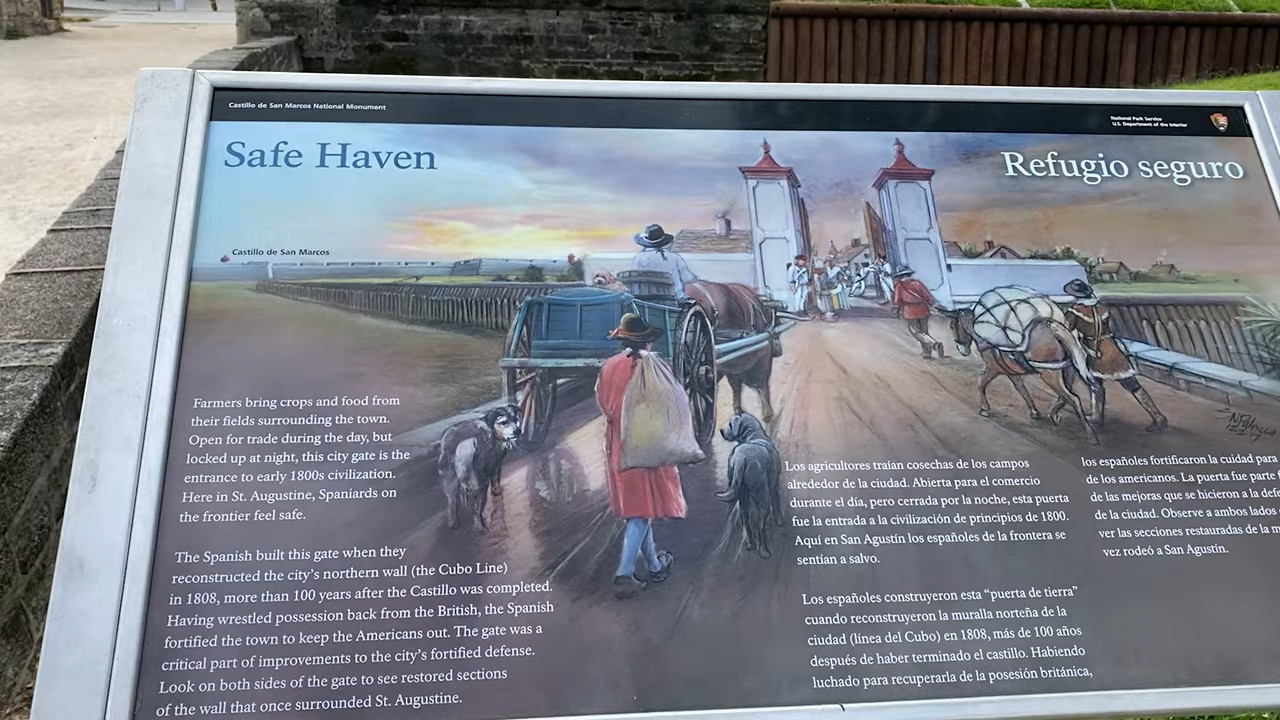 Castillo de San Marcos National Monument
National Park Service
U.S. Department of the Interior
Safe Haven
Refugio seguro
Castillo de San Marcos
Farmers bring crops and food from
their fields surrounding the town.
Open for trade during the day, but
locked up at night, this city gate is the
entrance to early 1800s civilization.
Here in St. Augustine, Spaniards on
the frontier feel safe.
The Spanish built this gate when they
reconstructed the city's northern wall (the Cubo Line)
in 1808, more than 100 years after the Castillo was completed.
Having wrestled possession back from the British, the Spanish
fortified the town to keep the Americans out. The gate was a
critical part of improvements to the city's fortified defense.
Look on both sides of the gate to see restored sections
of the wall that once surrounded St. Augustine.
Los agricultores traían cosechas de los campos
alrededor de la ciudad. Abierta para el comercio
durante el día, pero cerrada por la noche, esta puerta
fue la entrada a la civilización de principios de 1800.
Aquí en San Agustín los españoles de la frontera se
sentían a salvo.
Los españoles construyeron esta "puerta de tierra"
cuando reconstruyeron la muralla norteña de la
ciudad (línea del Cubo) en 1808, más de 100 años
después de haber terminado el castillo. Habiendo
luchado para recuperarla de la posesión británica,
los españoles fortificaron la cuidad para
de los americanos. La puerta fue parte
de las mejoras que se hicieron a la
de la ciudad. Observe a ambos lados
ver las secciones restauradas de la
vez rodeó a San Agustín.